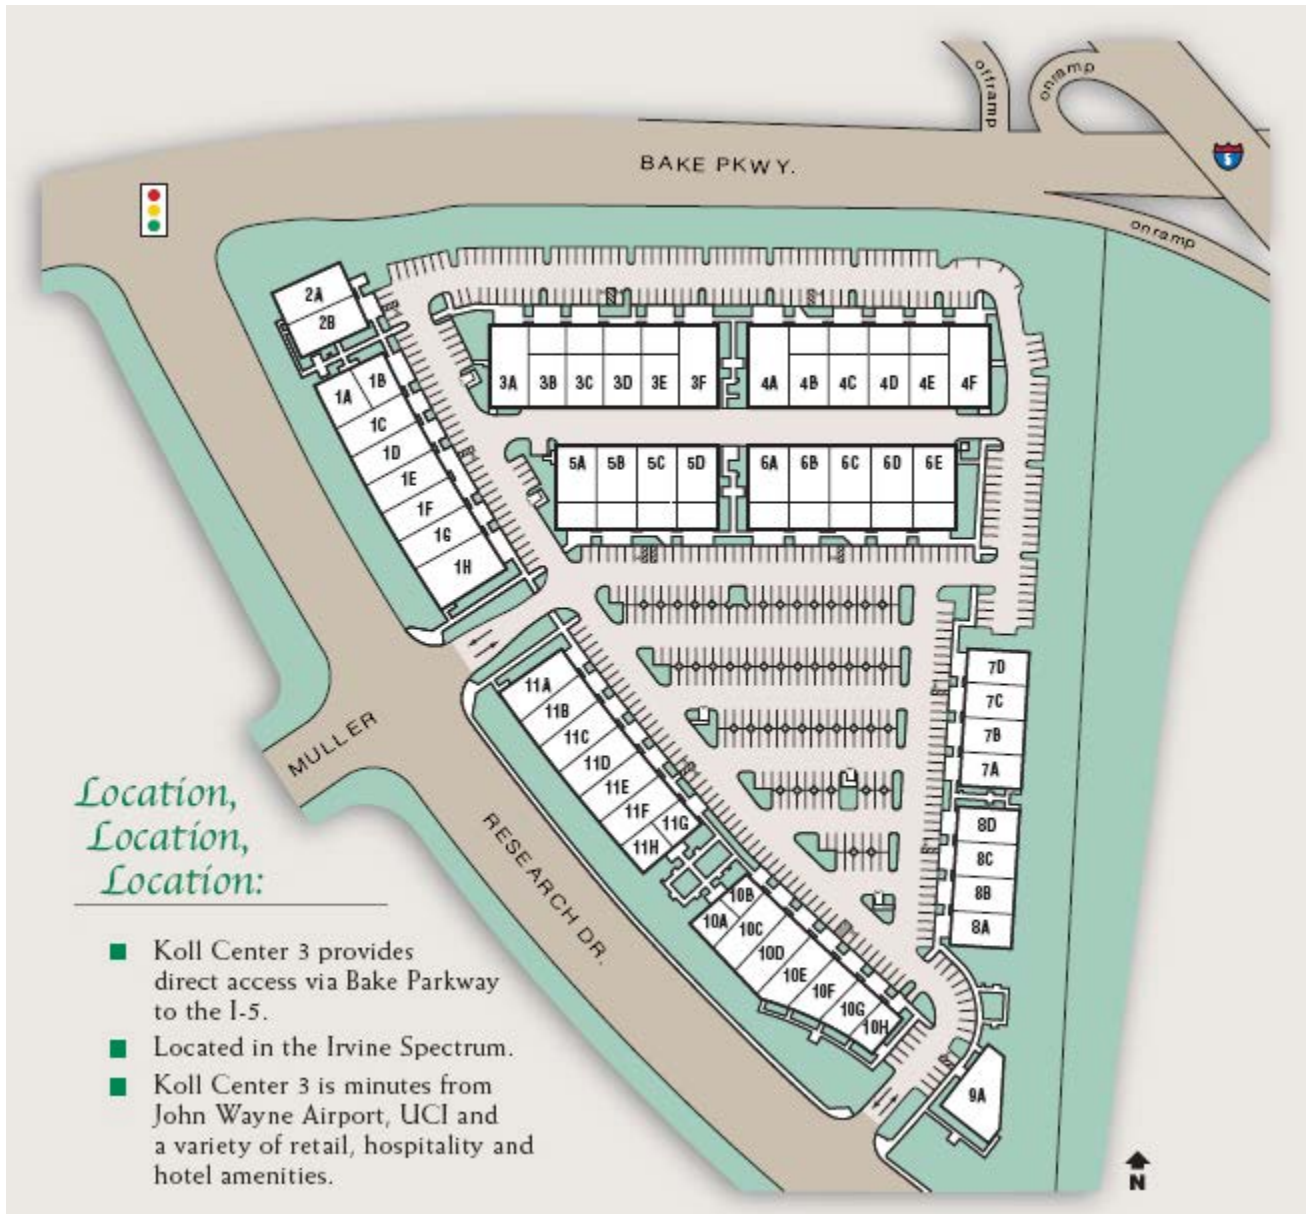 offramp
onramp
BAKE PKWY.
5
onramp
2A
2B
1A
1B
1C
1D
1E
1F
1G
1H
3A 3B 3C 3D 3E 3F
4A 4B 4C 4D 4E 4F
5A 5B 5C 5D
6A 6B 6C 6D 6E
7D
7C
7B
7A
8D
8C
8B
8A
11A
11B
11C
11D
11E
11F
11G
11H
10B
10A
10C
10D
10E
10F
10G
10H
9A
MULLER
RESEARCH DR.
Location,
Location,
Location:
Koll Center 3 provides
direct access via Bake Parkway
to the I-5.
Located in the Irvine Spectrum.
Koll Center 3 is minutes from
John Wayne Airport, UCI and
a variety of retail, hospitality and
hotel amenities.
N